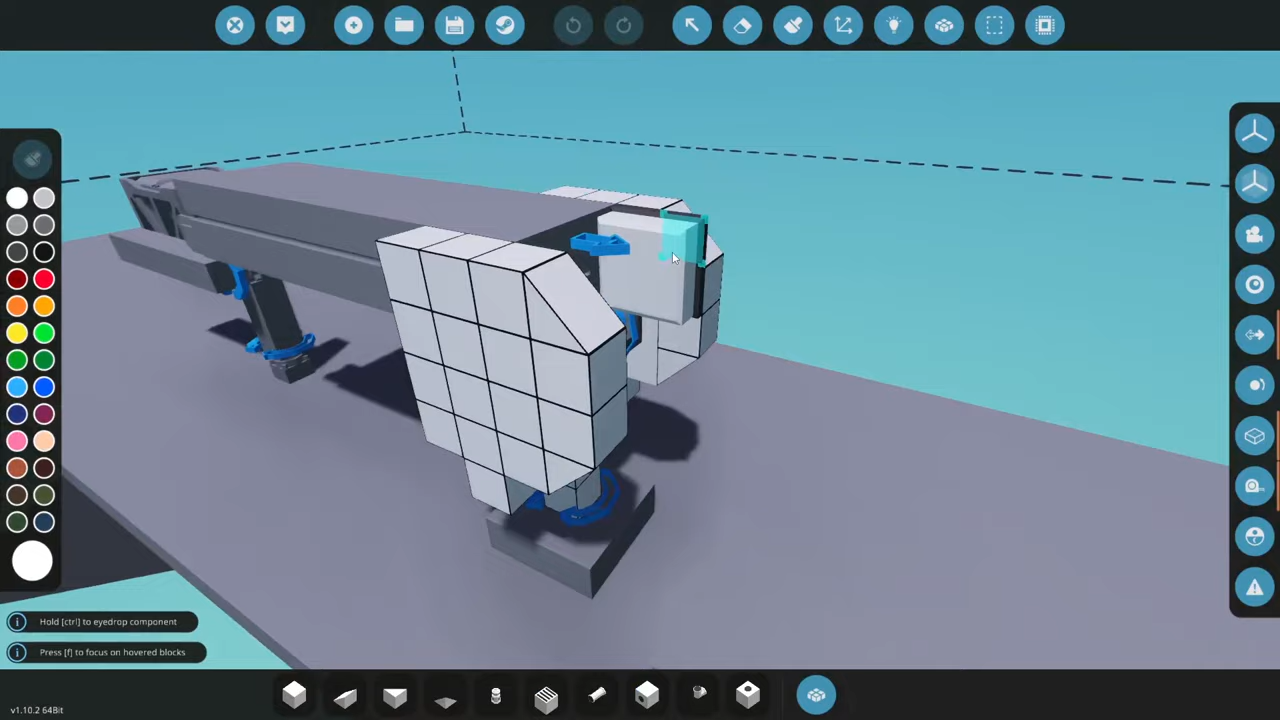 Hold [ctrl] to eyedrop component
Press [f] to focus on hovered blocks
v1.10.2 64Bit